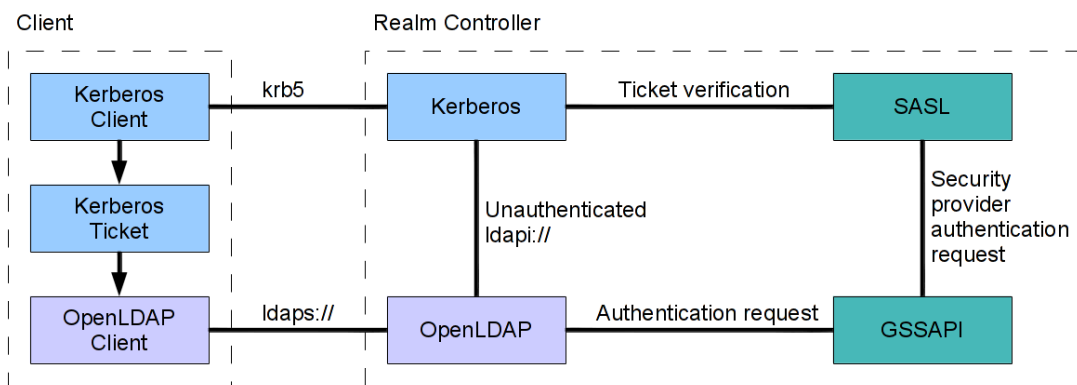 Client
Realm Controller
Kerberos
Client
krb5
Kerberos
Ticket verification
SASL
Kerberos
Ticket
Unauthenticated
ldapi://
Security
provider
authentication
request
OpenLDAP
Client
ldaps://
OpenLDAP
Authentication request
GSSAPI